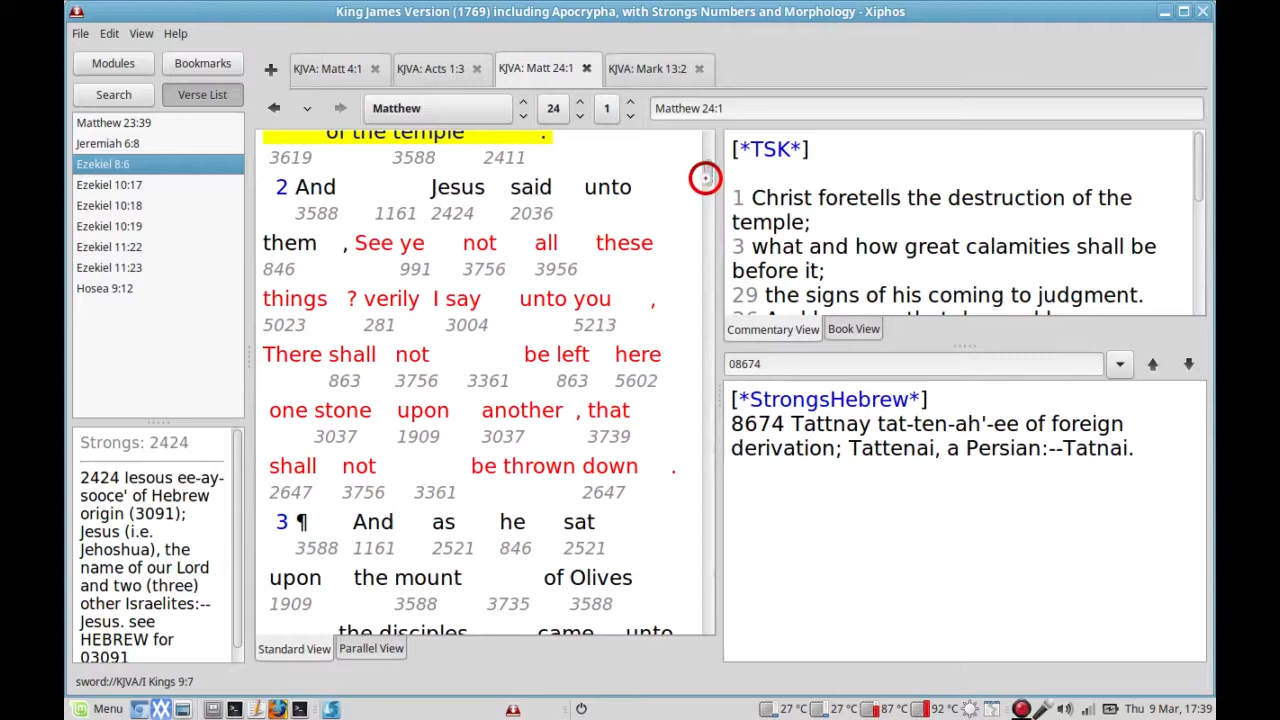 King James Version (1769) including Apocrypha, with Strongs Numbers and Morphology - Xiphos
File Edit View Help
Modules Bookmarks
Search Verse List
Matthew 23:39
Jeremiah 6:8
Ezekiel 8:6
Ezekiel 10:17
Ezekiel 10:18
Ezekiel 10:19
Ezekiel 11:22
Ezekiel 11:23
Hosea 9:12
Strongs: 2424
2424 Iesous ee-ay-
sooce' of Hebrew
origin (3091);
Jesus (i.e.
Jehoshua), the
name of our Lord
and two (three)
other Israelites:--
Jesus. see
HEBREW for
03091
KJVA: Matt 4:1 KJVA: Acts 1:3 KJVA: Matt 24:1 KJVA: Mark 13:2
Matthew 24 1 Matthew 24:1
of the temple .
3619 3588 2411
2 And Jesus said unto
3588 1161 2424 2036
them , See ye not all these
846 991 3756 3956
things ? verily I say unto you ,
5023 281 3004 5213
There shall not be left here
863 3756 3361 863 5602
one stone upon another , that
3037 1909 3037 3739
shall not be thrown down .
2647 3756 3361 2647
3 ¶ And as he sat
3588 1161 2521 846 2521
upon the mount of Olives
1909 3588 3735 3588
the disciples came unto
Standard View Parallel View
[*TSK*]
1 Christ foretells the destruction of the
temple;
3 what and how great calamities shall be
before it;
29 the signs of his coming to judgment.
Commentary View Book View
08674
[*StrongsHebrew*]
8674 Tattnay tat-ten-ah'-ee of foreign
derivation; Tattenai, a Persian:--Tatnai.
sword://KJVA/I Kings 9:7
Menu 27 °C 27 °C 87 °C 92 °C Thu 9 Mar, 17:39